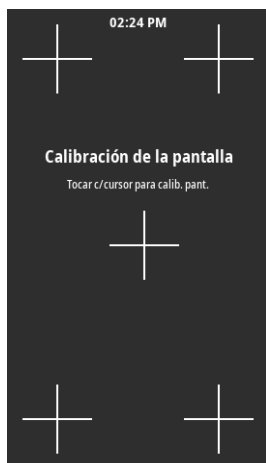 02:24 PM
Calibración de la pantalla
Tocar c/cursor para calib. pant.